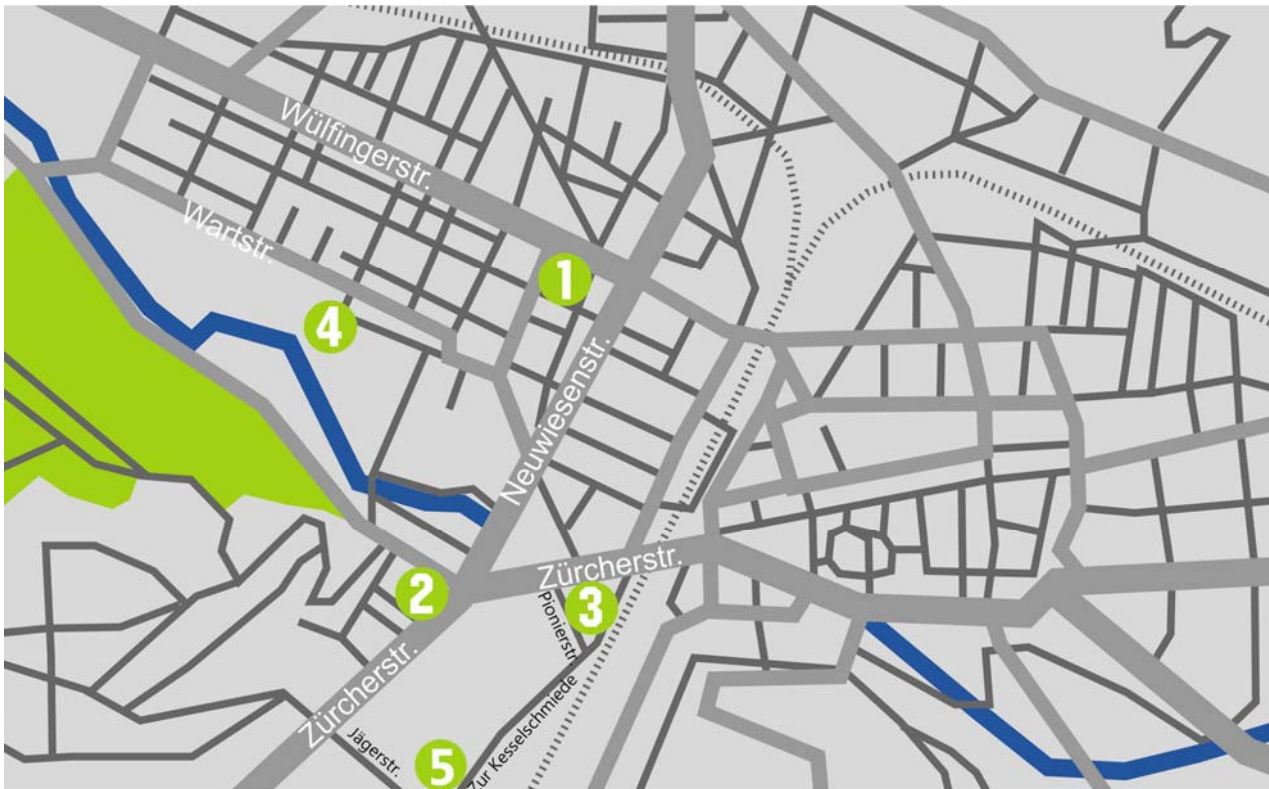 Wülfingerstr.
Wartstr.
1
4
Neuwiesenstr.
Zürcherstr.
2
3
Pionierstr.
Zürcherstr.
Jägerstr.
5
Zur Kesselschmiede